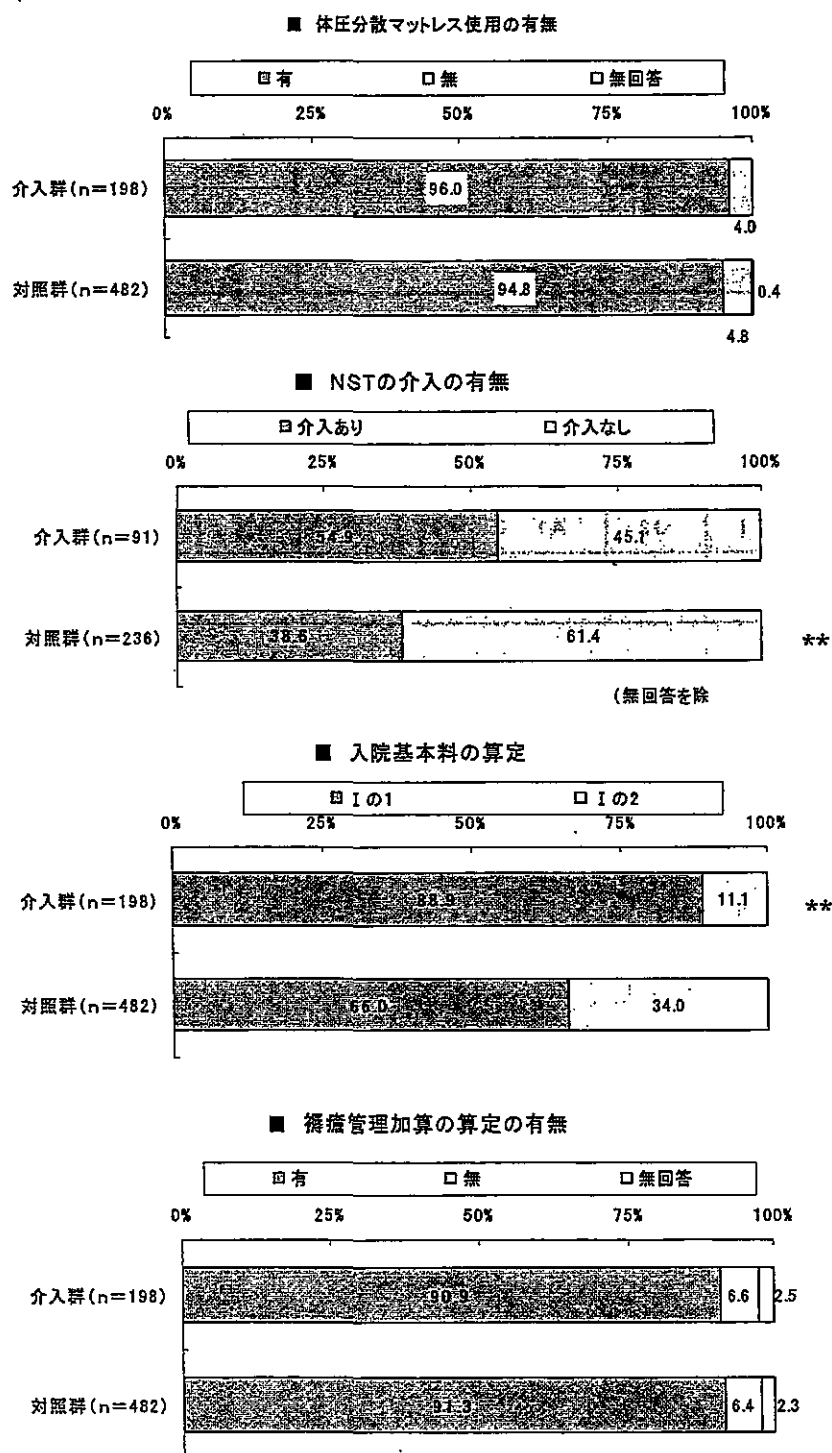 ■ 体圧分散マットレス使用の有無
有 無 無回答
0% 25% 50% 75% 100%
介入群(n=198) 96.0
4.0
対照群(n=482) 94.8 0.4
4.8
■ NSTの介入の有無
介入あり 介入なし
0% 25% 50% 75% 100%
介入群(n=91) 54.9 45.1
対照群(n=236) 38.6 61.4 **
(無回答を除
■ 入院基本料の算定
Iの1 Iの2
0% 25% 50% 75% 100%
介入群(n=198) 88.9 11.1 **
対照群(n=482) 66.0 34.0
■ 褥瘡管理加算の算定の有無
有 無 無回答
0% 25% 50% 75% 100%
介入群(n=198) 90.9 6.6 2.5
対照群(n=482) 91.3 6.4 2.3